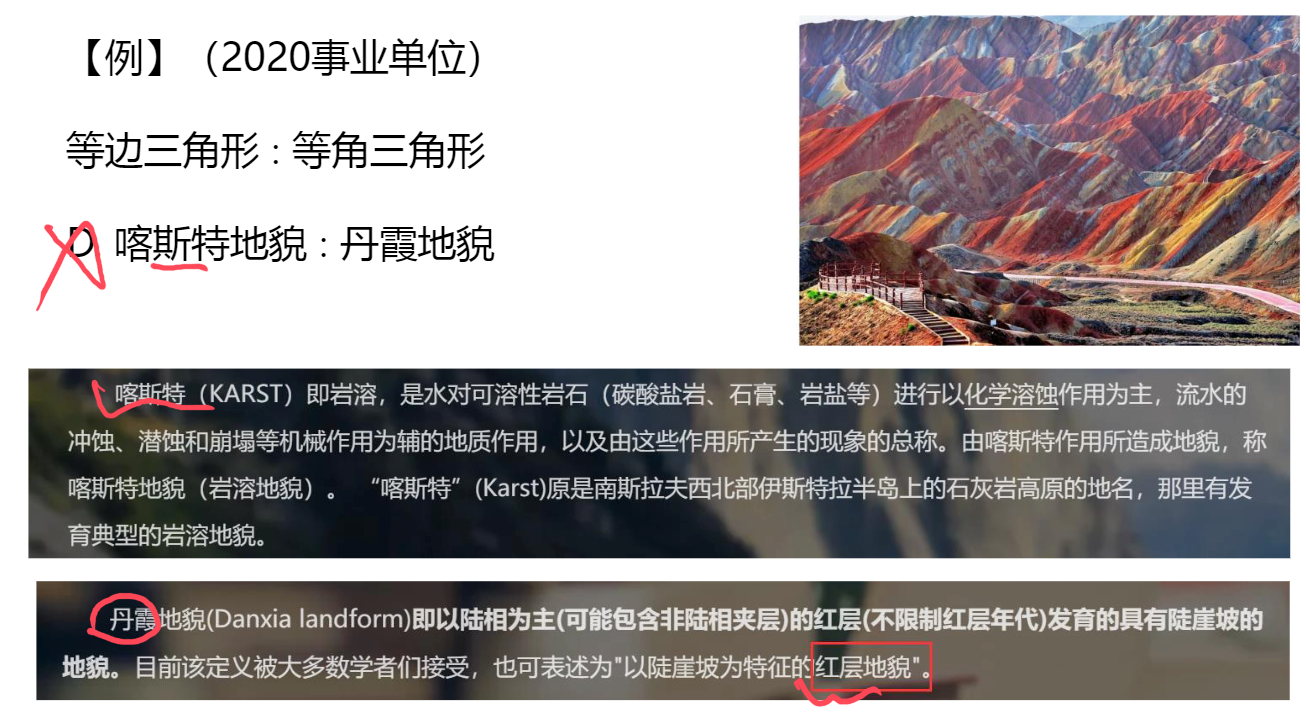 【例】（2020事业单位）
等边三角形 : 等角三角形
D 喀斯特地貌 : 丹霞地貌
喀斯特（KARST）即岩溶，是水对可溶性岩石（碳酸盐岩、石膏、岩盐等）进行以化学溶蚀作用为主，流水的
冲蚀、潜蚀和崩塌等机械作用为辅的地质作用，以及由这些作用所产生的现象的总称。由喀斯特作用所造成地貌，称
喀斯特地貌（岩溶地貌）。 “喀斯特”(Karst)原是南斯拉夫西北部伊斯特拉半岛上的石灰岩高原的地名，那里有发
育典型的岩溶地貌。
丹霞地貌(Danxia landform)即以陆相为主(可能包含非陆相夹层)的红层(不限制红层年代)发育的具有陡崖坡的
地貌。目前该定义被大多数学者们接受，也可表述为"以陡崖坡为特征的红层地貌"。